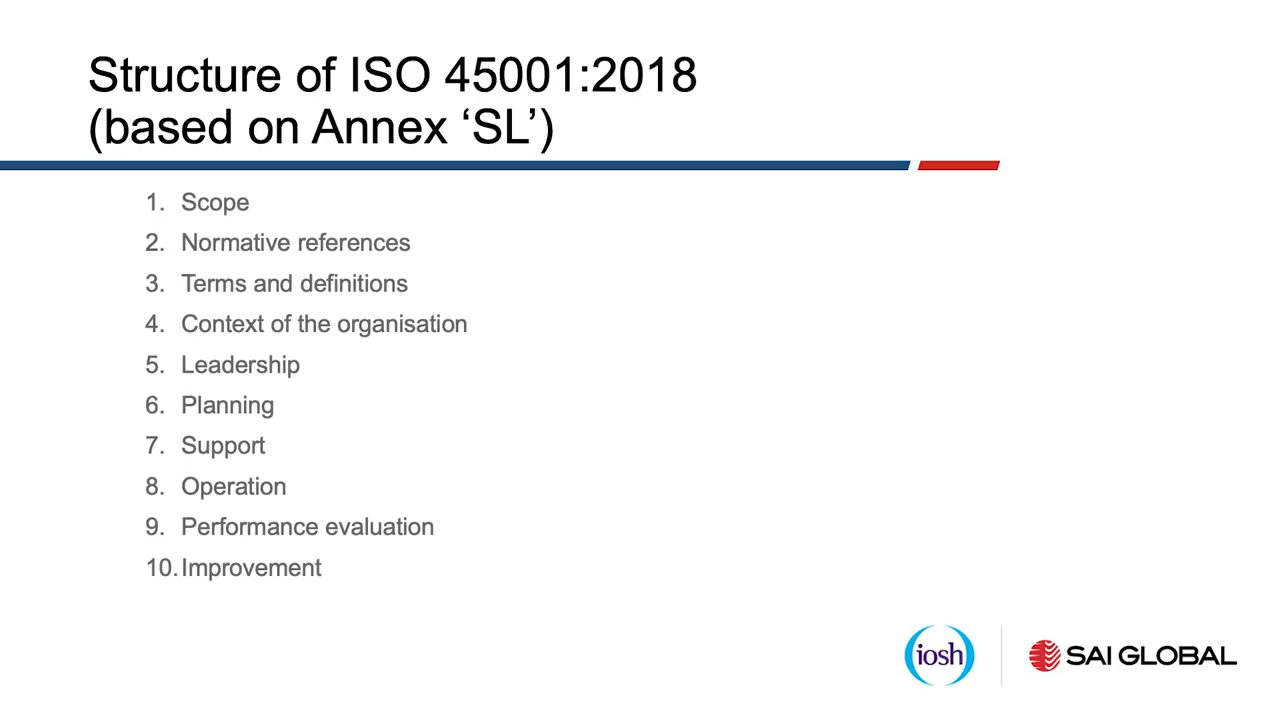 Structure of ISO 45001:2018
(based on Annex ‘SL’)
1. Scope
2. Normative references
3. Terms and definitions
4. Context of the organisation
5. Leadership
6. Planning
7. Support
8. Operation
9. Performance evaluation
10. Improvement
iosh
SAI GLOBAL